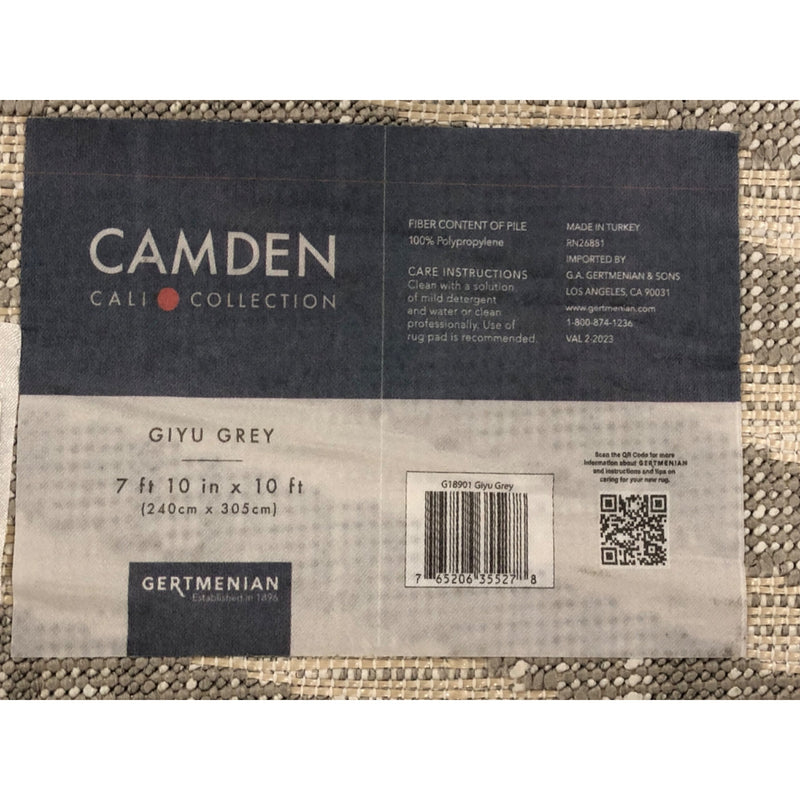 CAMDEN
CALI COLLECTION
FIBER CONTENT OF PILE
100% Polypropylene
CARE INSTRUCTIONS
Clean with a solution
of mild detergent
and water or clean
professionally. Use of
rug pad is recommended.
MADE IN TURKEY
RN26881
IMPORTED BY
G.A. GERTMENIAN & SONS
LOS ANGELES, CA 90031
www.gertmenian.com
1-800-874-1236
VAL 2-2023
GIYU GREY
7 ft 10 in x 10 ft
(240cm x 305cm)
GERTMENIAN
Established in 1896
G18901 Giyu Grey
7 65206 35527 8
Scan the QR Code for more
information about GERTMENIAN
and instructions and tips on
caring for your new rug.